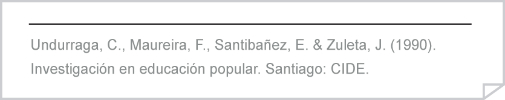 Undurraga, C., Maureira, F., Santibañez, E. & Zuleta, J. (1990).
Investigación en educación popular. Santiago: CIDE.